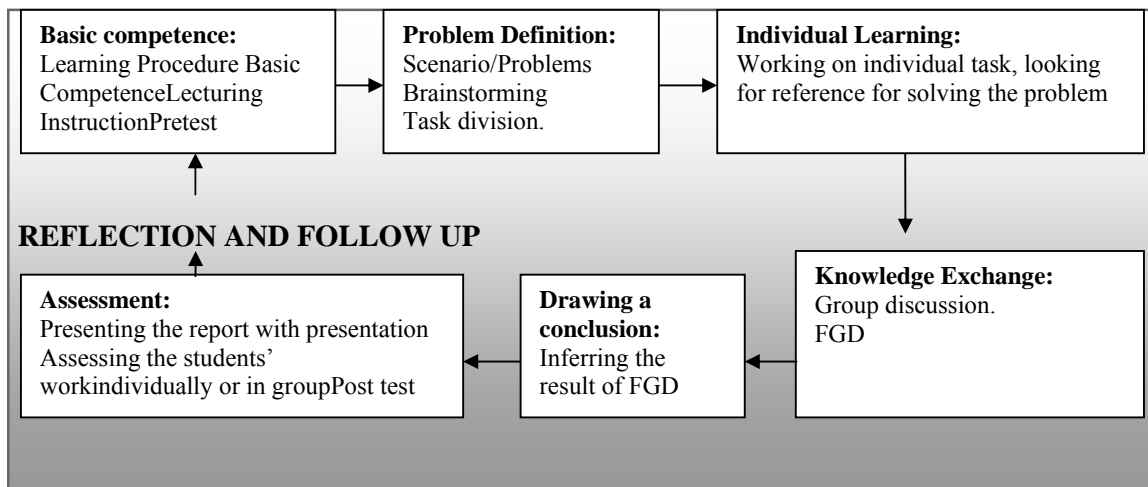 Basic competence:
Learning Procedure Basic
CompetenceLecturing
InstructionPretest
Problem Definition:
Scenario/Problems
Brainstorming
Task division.
Individual Learning:
Working on individual task, looking
for reference for solving the problem
Knowledge Exchange:
Group discussion.
FGD
Drawing a
conclusion:
Inferring the
result of FGD
Assessment:
Presenting the report with presentation
Assessing the students’
workindividually or in groupPost test
REFLECTION AND FOLLOW UP